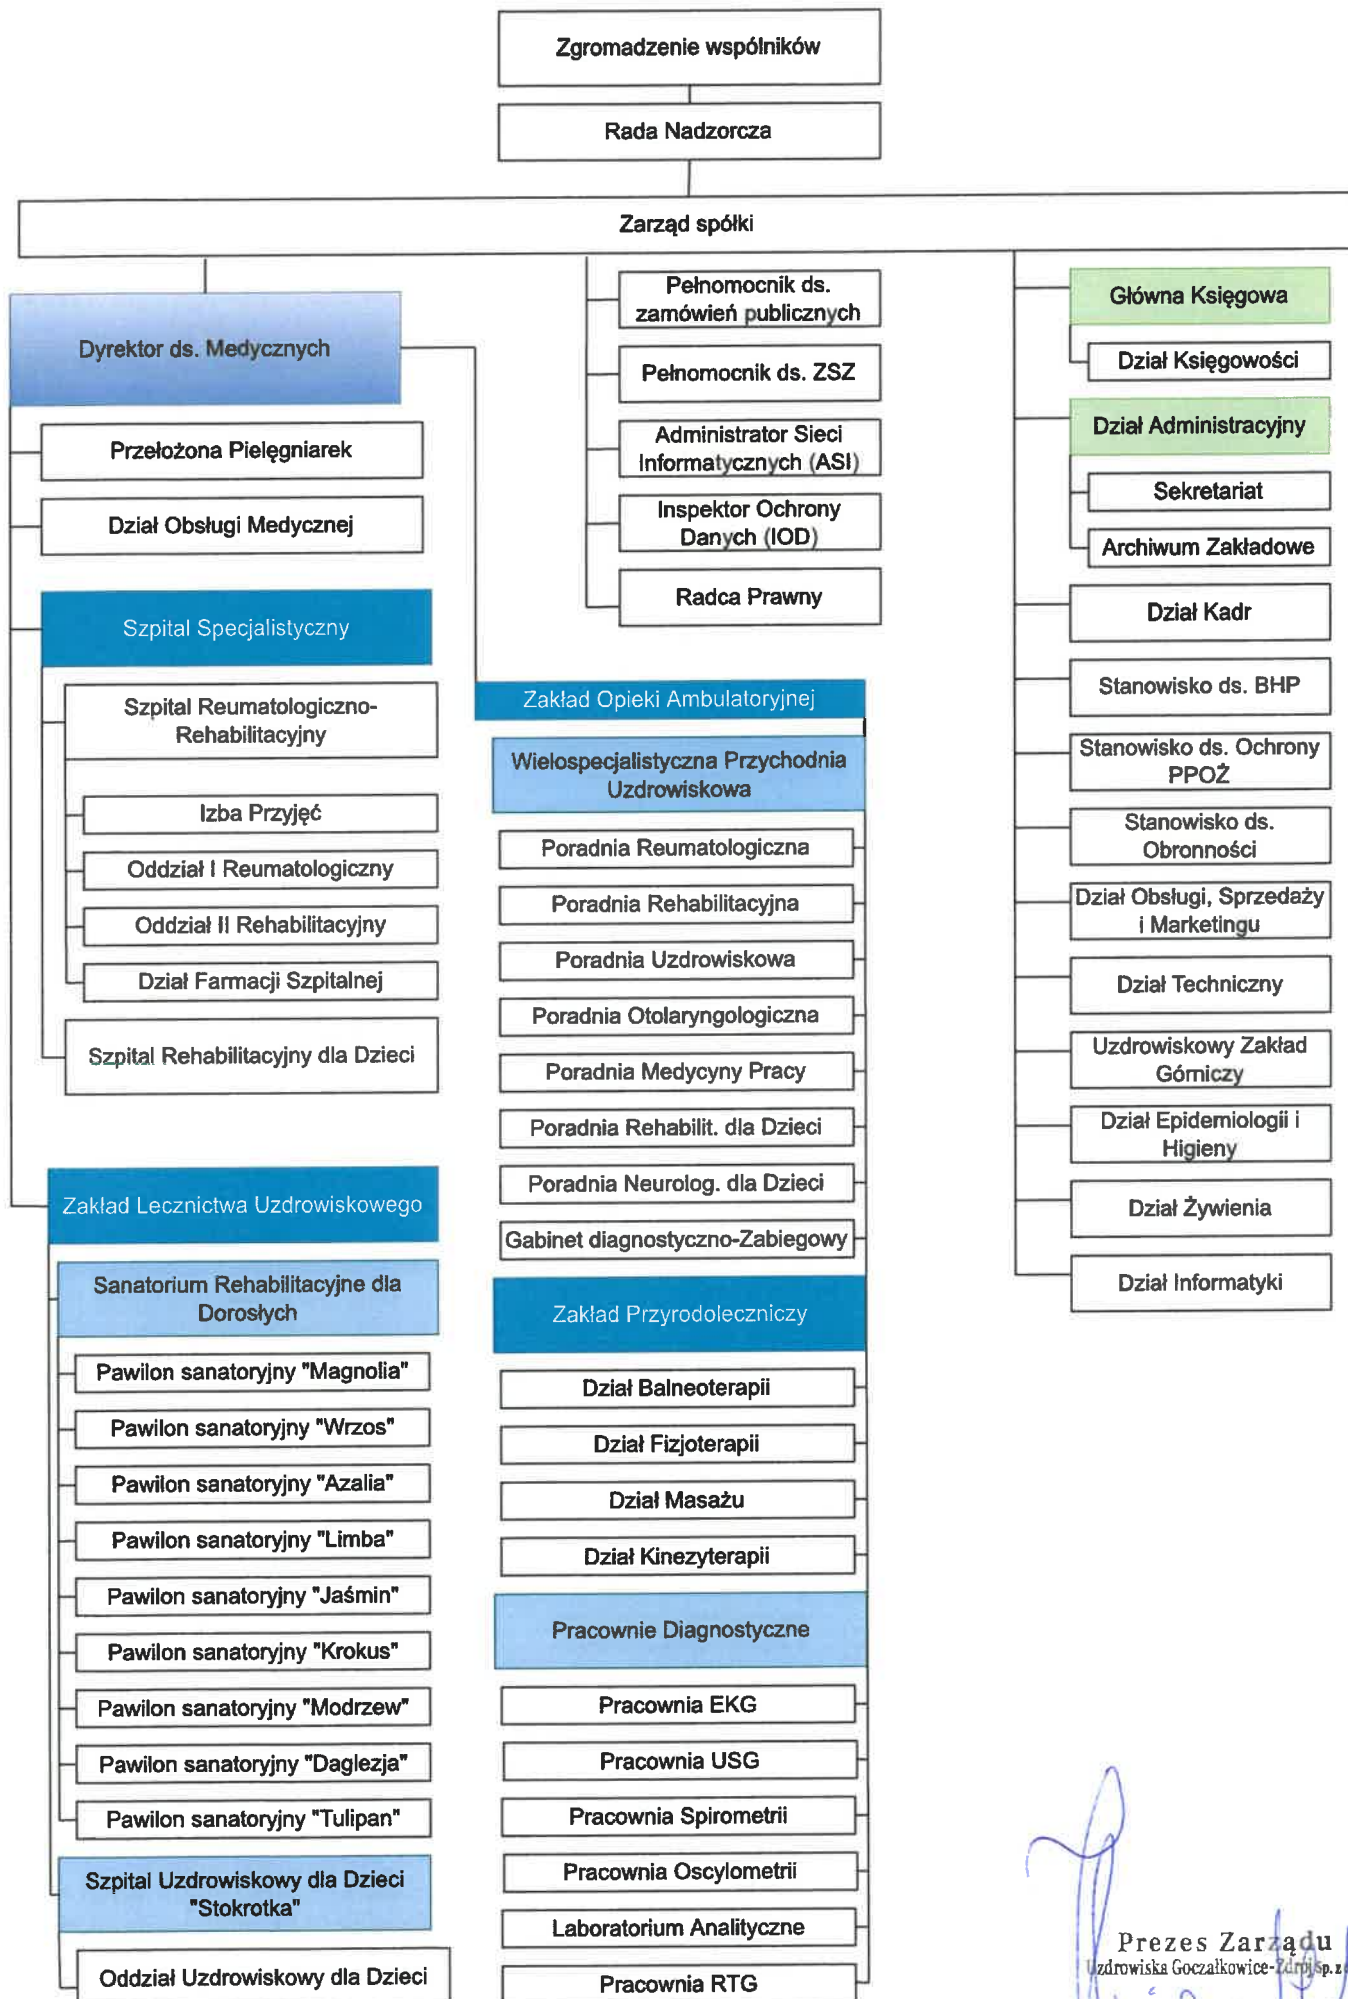 Zgromadzenie wspólników
Rada Nadzorcza
Zarząd spółki
Dyrektor ds. Medycznych
Przełożona Pielęgniarek
Dział Obsługi Medycznej
Szpital Specjalistyczny
Szpital Reumatologiczno-
Rehabilitacyjny
Izba Przyjęć
Oddział I Reumatologiczny
Oddział II Rehabilitacyjny
Dział Farmacji Szpitalnej
Szpital Rehabilitacyjny dla Dzieci
Zakład Lecznictwa Uzdrowiskowego
Sanatorium Rehabilitacyjne dla
Dorosłych
Pawilon sanatoryjny "Magnolia"
Pawilon sanatoryjny "Wrzos"
Pawilon sanatoryjny "Azalia"
Pawilon sanatoryjny "Limba"
Pawilon sanatoryjny "Jaśmin"
Pawilon sanatoryjny "Krokus"
Pawilon sanatoryjny "Modrzew"
Pawilon sanatoryjny "Daglezja"
Pawilon sanatoryjny "Tulipan"
Szpital Uzdrowiskowy dla Dzieci
"Stokrotka"
Oddział Uzdrowiskowy dla Dzieci
Pełnomocnik ds.
zamówień publicznych
Pełnomocnik ds. ZSZ
Administrator Sieci
Informatycznych (ASI)
Inspektor Ochrony
Danych (IOD)
Radca Prawny
Zakład Opieki Ambulatoryjnej
Wielospecjalistyczna Przychodnia
Uzdrowiskowa
Poradnia Reumatologiczna
Poradnia Rehabilitacyjna
Poradnia Uzdrowiskowa
Poradnia Otolaryngologiczna
Poradnia Medycyny Pracy
Poradnia Rehabilit. dla Dzieci
Poradnia Neurolog. dla Dzieci
Gabinet diagnostyczno-Zabiegowy
Zakład Przyrodoleczniczy
Dział Balneoterapii
Dział Fizjoterapii
Dział Masażu
Dział Kinezyterapii
Pracownie Diagnostyczne
Pracownia EKG
Pracownia USG
Pracownia Spirometrii
Pracownia Oscylometrii
Laboratorium Analityczne
Pracownia RTG
Główna Księgowa
Dział Księgowości
Dział Administracyjny
Sekretariat
Archiwum Zakładowe
Dział Kadr
Stanowisko ds. BHP
Stanowisko ds. Ochrony
PPOŻ
Stanowisko ds.
Obronności
Dział Obsługi, Sprzedaży
i Marketingu
Dział Techniczny
Uzdrowiskowy Zakład
Górniczy
Dział Epidemiologii i
Higieny
Dział Żywienia
Dział Informatyki
Prezes Zarządu
Uzdrowiska Goczałkowice-Zdrój Sp. z